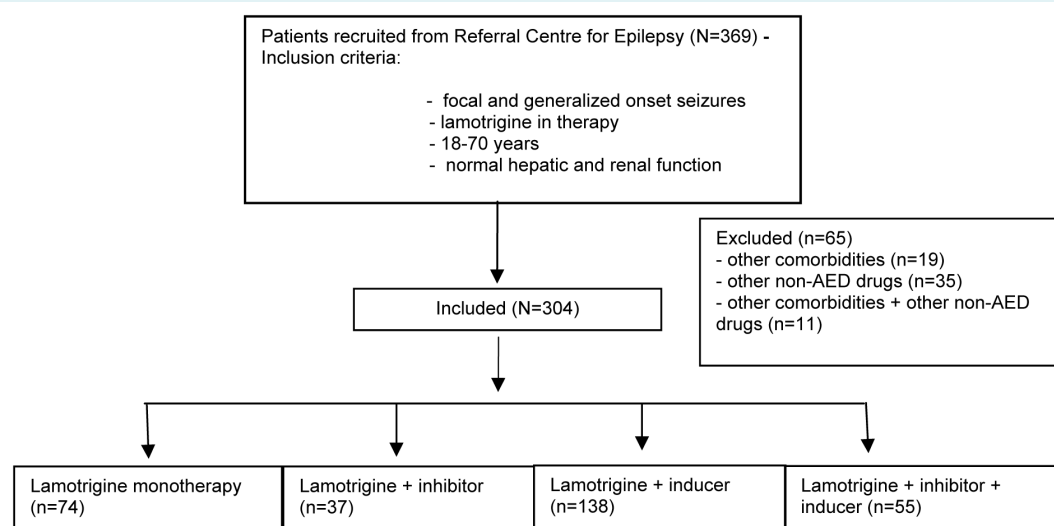 Patients recruited from Referral Centre for Epilepsy (N=369) -
Inclusion criteria:
- focal and generalized onset seizures
- lamotrigine in therapy
- 18-70 years
- normal hepatic and renal function
Excluded (n=65)
- other comorbidities (n=19)
- other non-AED drugs (n=35)
- other comorbidities + other non-AED
drugs (n=11)
Included (N=304)
Lamotrigine monotherapy
(n=74)
Lamotrigine + inhibitor
(n=37)
Lamotrigine + inducer
(n=138)
Lamotrigine + inhibitor +
inducer (n=55)